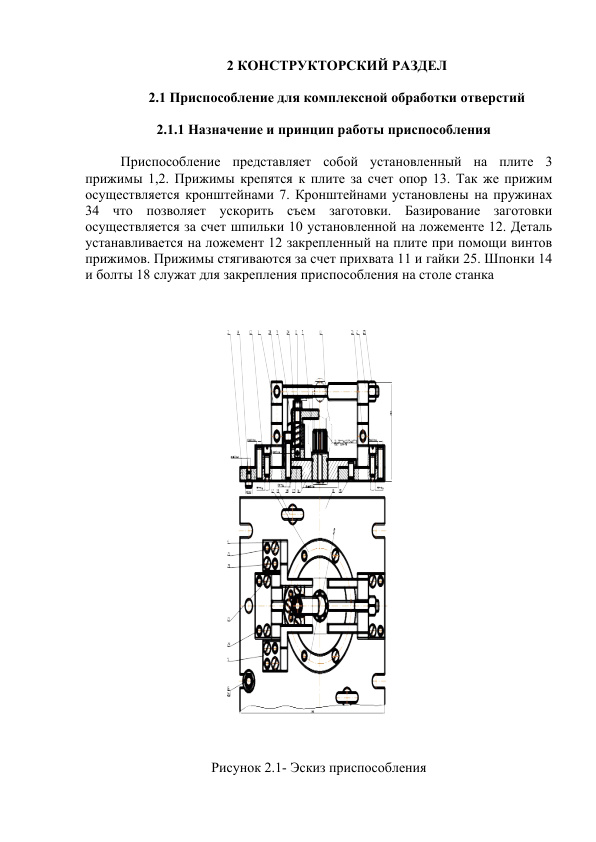 2 КОНСТРУКТОРСКИЙ РАЗДЕЛ
2.1 Приспособление для комплексной обработки отверстий
2.1.1 Назначение и принцип работы приспособления
Приспособление представляет собой установленный на плите 3
прижимы 1,2. Прижимы крепятся к плите за счет опор 13. Так же прижим
осуществляется кронштейнами 7. Кронштейнами установлены на пружинах
34 что позволяет ускорить съем заготовки. Базирование заготовки
осуществляется за счет шпильки 10 установленной на ложементе 12. Деталь
устанавливается на ложемент 12 закрепленный на плите при помощи винтов
прижимов. Прижимы стягиваются за счет прихвата 11 и гайки 25. Шпонки 14
и болты 18 служат для закрепления приспособления на столе станка
Рисунок 2.1- Эскиз приспособления